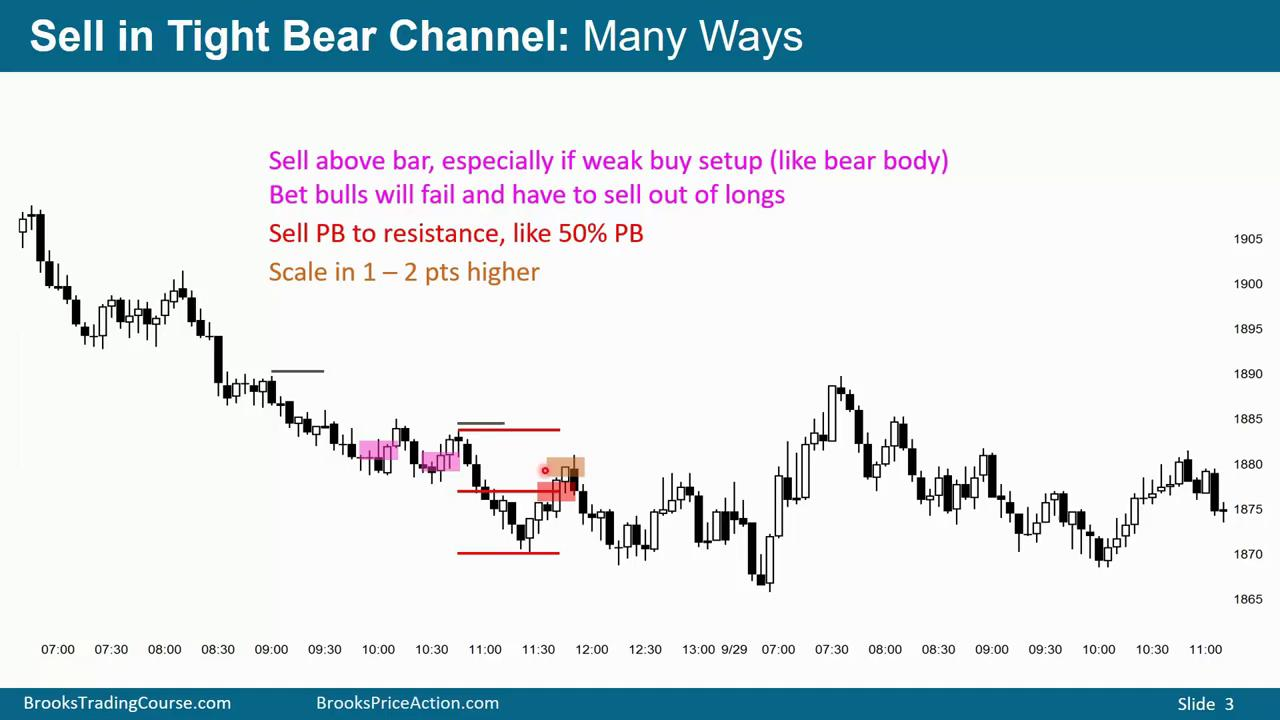 Sell in Tight Bear Channel: Many Ways
Sell above bar, especially if weak buy setup (like bear body)
Bet bulls will fail and have to sell out of longs
Sell PB to resistance, like 50% PB
Scale in 1 – 2 pts higher
1905
1900
1895
1890
1885
1880
1875
1870
1865
07:00 07:30 08:00 08:30 09:00 09:30 10:00 10:30 11:00 11:30 12:00 12:30 13:00 9/29 07:00 07:30 08:00 08:30 09:00 09:30 10:00 10:30 11:00
BrooksTradingCourse.com BrooksPriceAction.com Slide 3